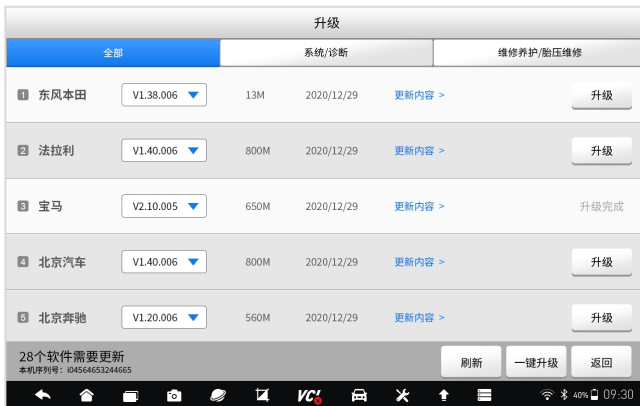 升级
全部 系统/诊断 维修养护/胎压维修
1 东风本田 V1.38.006 13M 2020/12/29 更新内容 > 升级
2 法拉利 V1.40.006 800M 2020/12/29 更新内容 > 升级
3 宝马 V2.10.005 650M 2020/12/29 更新内容 > 升级完成
4 北京汽车 V1.40.006 800M 2020/12/29 更新内容 > 升级
5 北京奔驰 V1.20.006 560M 2020/12/29 更新内容 > 升级
28个软件需要更新
本机序列号：i04564653244665
刷新 一键升级 返回
VCI 40% 09:30